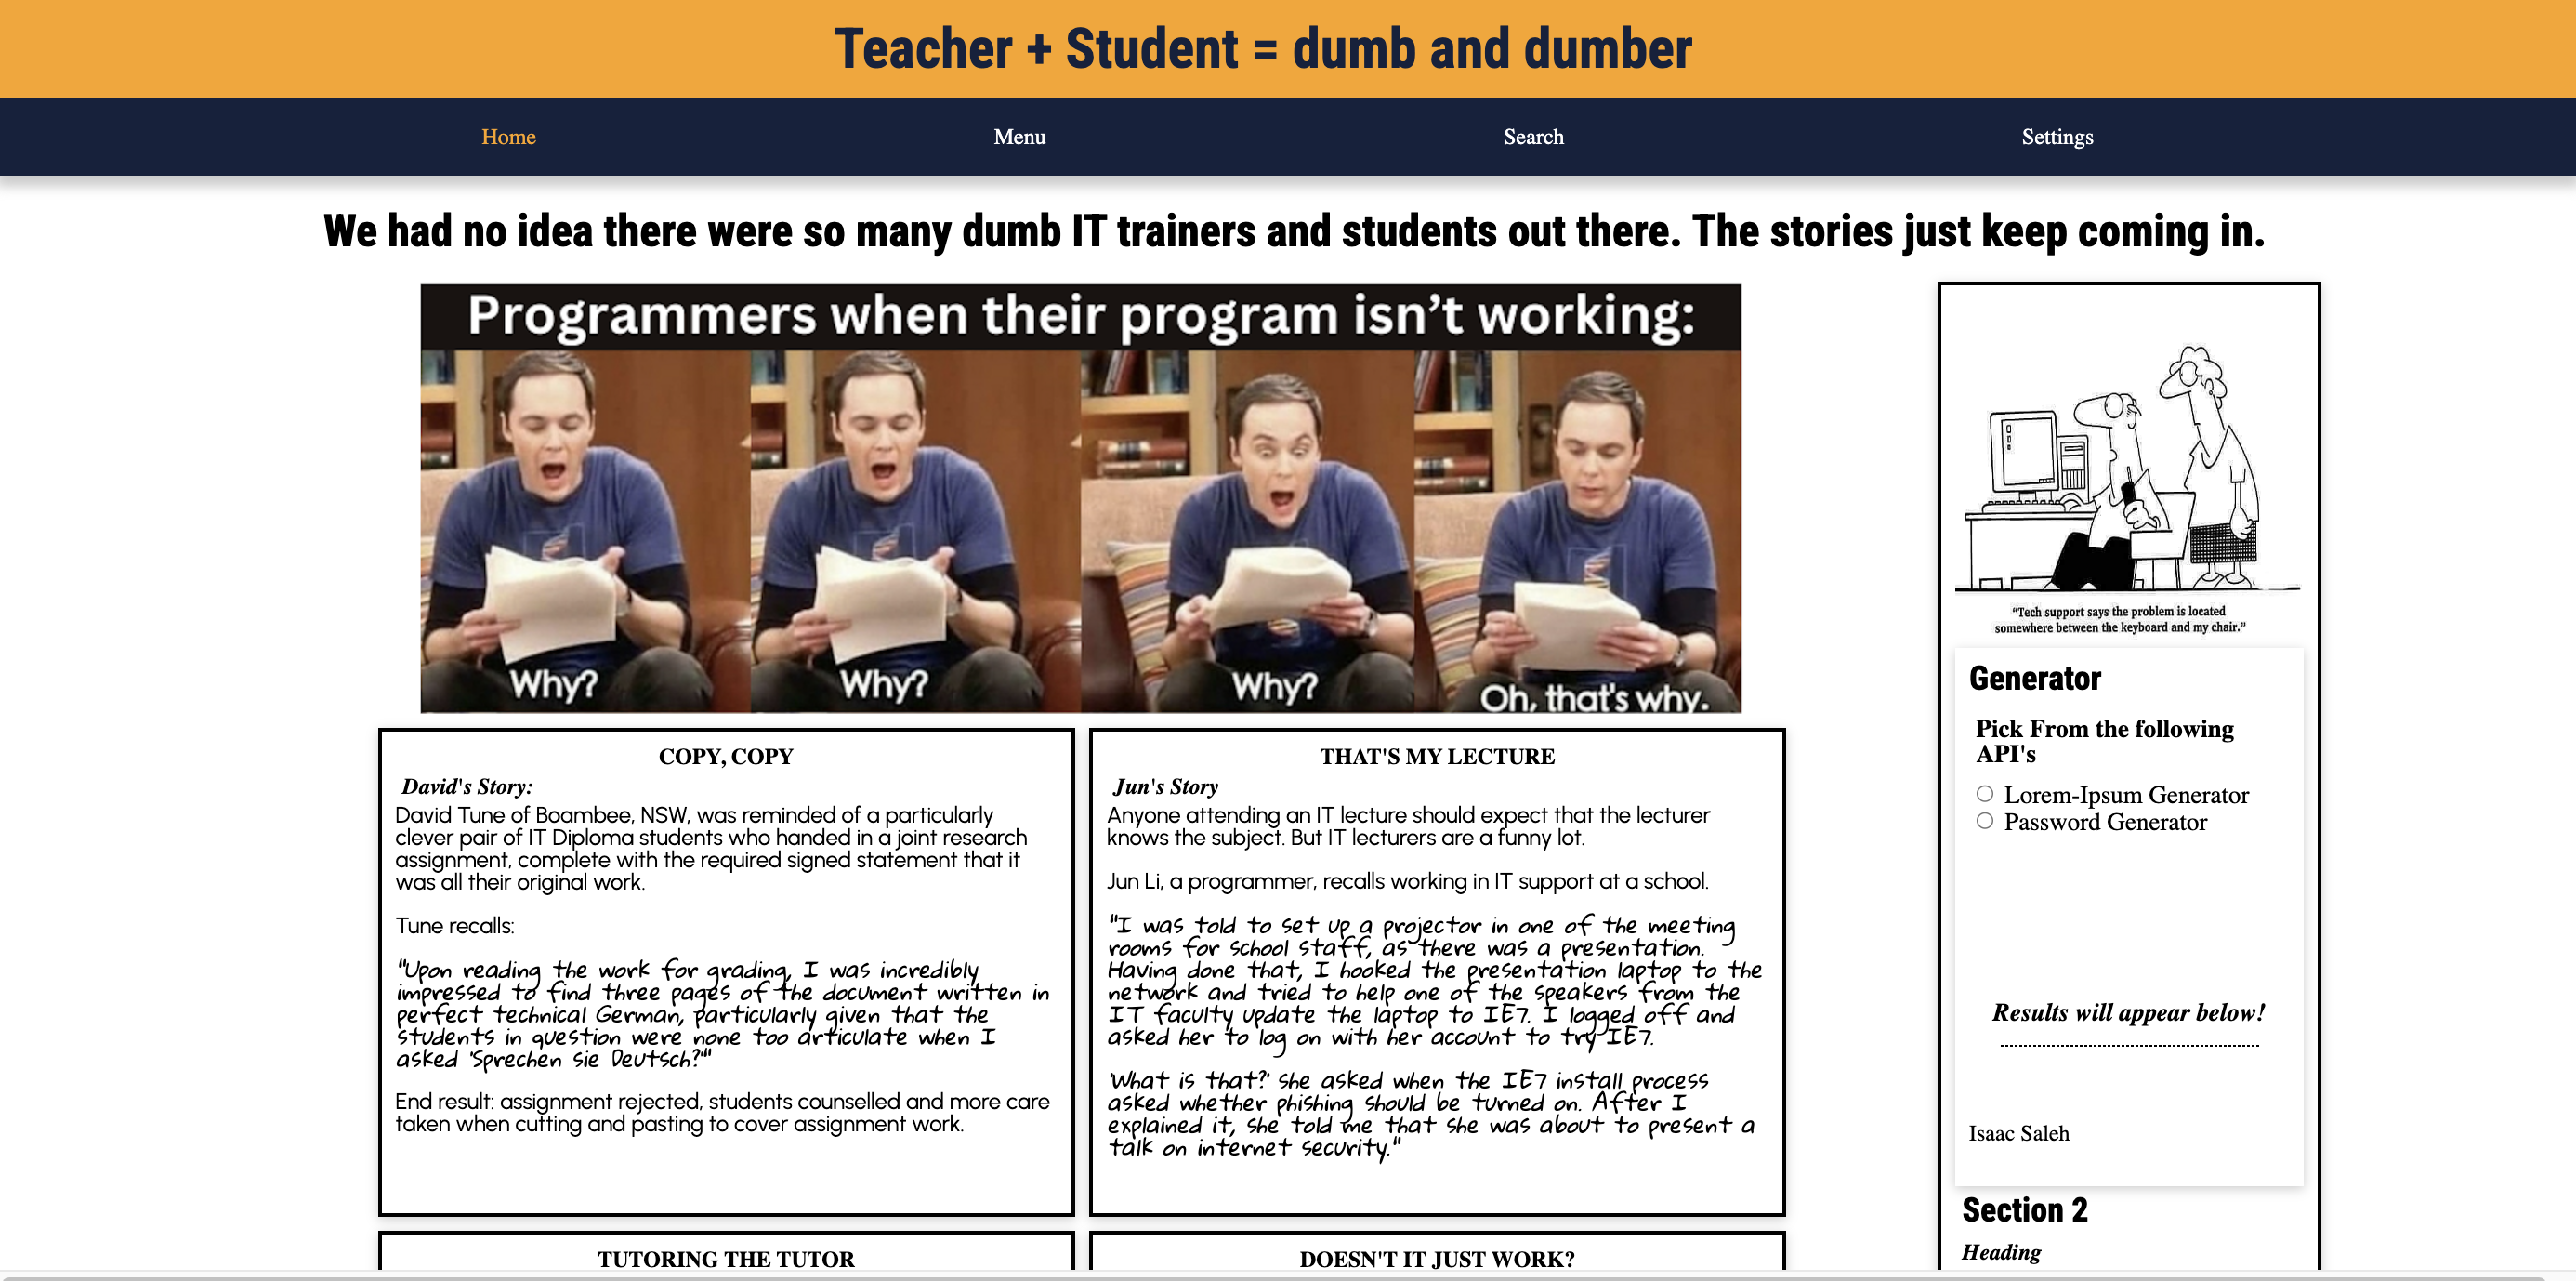 Teacher + Student = dumb and dumber
Home
Menu
Search
Settings
We had no idea there were so many dumb IT trainers and students out there. The stories just keep coming in.
Programmers when their program isn't working:
Why?
Why?
Why?
Oh, that's why.
COPY, COPY
David's Story:
David Tune of Boambee, NSW, was reminded of a particularly
clever pair of IT Diploma students who handed in a joint research
assignment, complete with the required signed statement that it
was all their original work.
Tune recalls:
"Upon reading the work for grading, I was incredibly
impressed to find three pages of the document written in
perfect technical German, particularly given that the
students in question were none too articulate when I
asked 'Sprechen sie Deutsch?'"
End result: assignment rejected, students counselled and more care
taken when cutting and pasting to cover assignment work.
THAT'S MY LECTURE
Jun's Story
Anyone attending an IT lecture should expect that the lecturer
knows the subject. But IT lecturers are a funny lot.
Jun Li, a programmer, recalls working in IT support at a school.
"I was told to set up a projector in one of the meeting
rooms for school staff, as there was a presentation.
Having done that, I hooked the presentation laptop to the
network and tried to help one of the speakers from the
IT faculty update the laptop to IE7. I logged off and
asked her to log on with her account to try IE7.
'What is that?' she asked when the IE7 install process
asked whether phishing should be turned on. After I
explained it, she told me that she was about to present a
talk on internet security."
TUTORING THE TUTOR
DOESN'T IT JUST WORK?
"Tech support says the problem is located
somewhere between the keyboard and my chair."
Generator
Pick From the following
API's
Lorem-Ipsum Generator
Password Generator
Results will appear below!
Isaac Saleh
Section 2
Heading